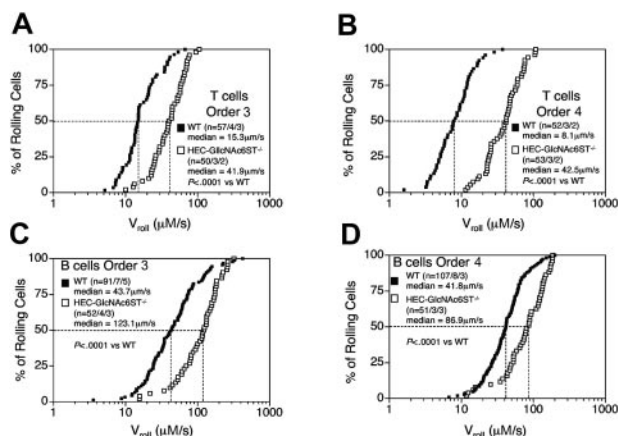 A
100
75
50
25
0
% of Rolling Cells
T cells
Order 3
WT (n=57/4/3)
median = 15.3μm/s
HEC-GlcNAc6ST-/-
(n=50/3/2)
median = 41.9μm/s
P<.0001 vs WT
1 10 100 1000
Vroll (μM/s)
B
100
75
50
25
0
% of Rolling Cells
T cells
Order 4
WT (n=52/3/2)
median = 8.1μm/s
HEC-GlcNAc6ST-/-
(n=53/3/2)
median = 42.5μm/s
P<.0001 vs WT
1 10 100 1000
Vroll (μM/s)
C
100
75
50
25
0
% of Rolling Cells
B cells Order 3
WT (n=91/7/5)
median = 43.7μm/s
HEC-GlcNAc6ST-/-
(n=52/4/3)
median = 123.1μm/s
P<.0001 vs WT
1 10 100 1000
Vroll (μM/s)
D
100
75
50
25
0
% of Rolling Cells
B cells Order 4
WT (n=107/8/3)
median = 41.8μm/s
HEC-GlcNAc6ST-/-
(n=51/3/3)
median = 86.9μm/s
P<.0001 vs WT
1 10 100 1000
Vroll (μM/s)